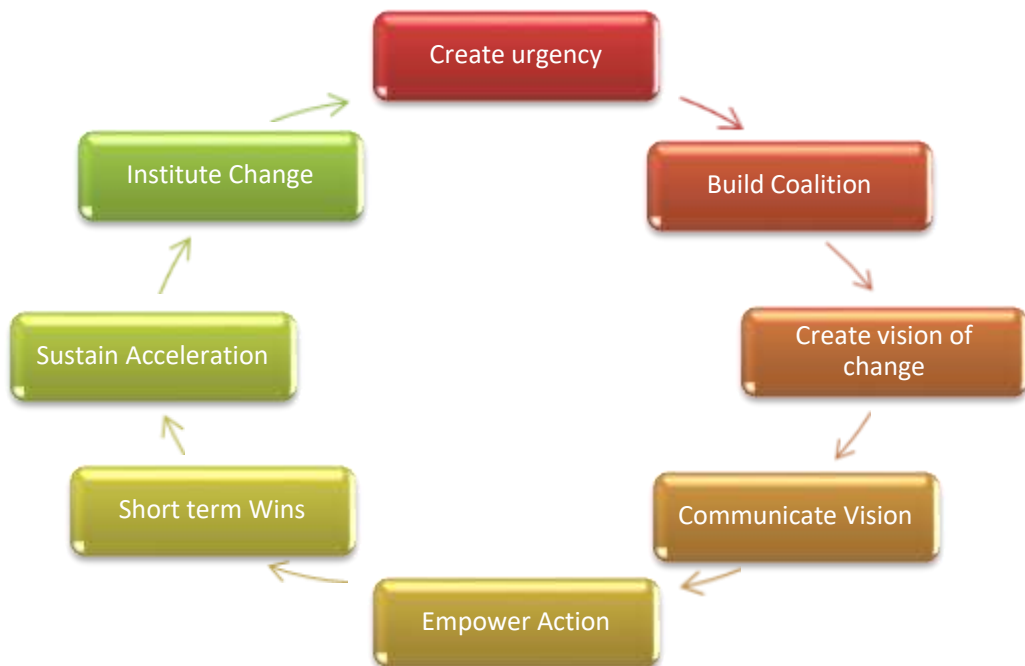 Create urgency
Build Coalition
Create vision of
change
Communicate Vision
Empower Action
Short term Wins
Sustain Acceleration
Institute Change